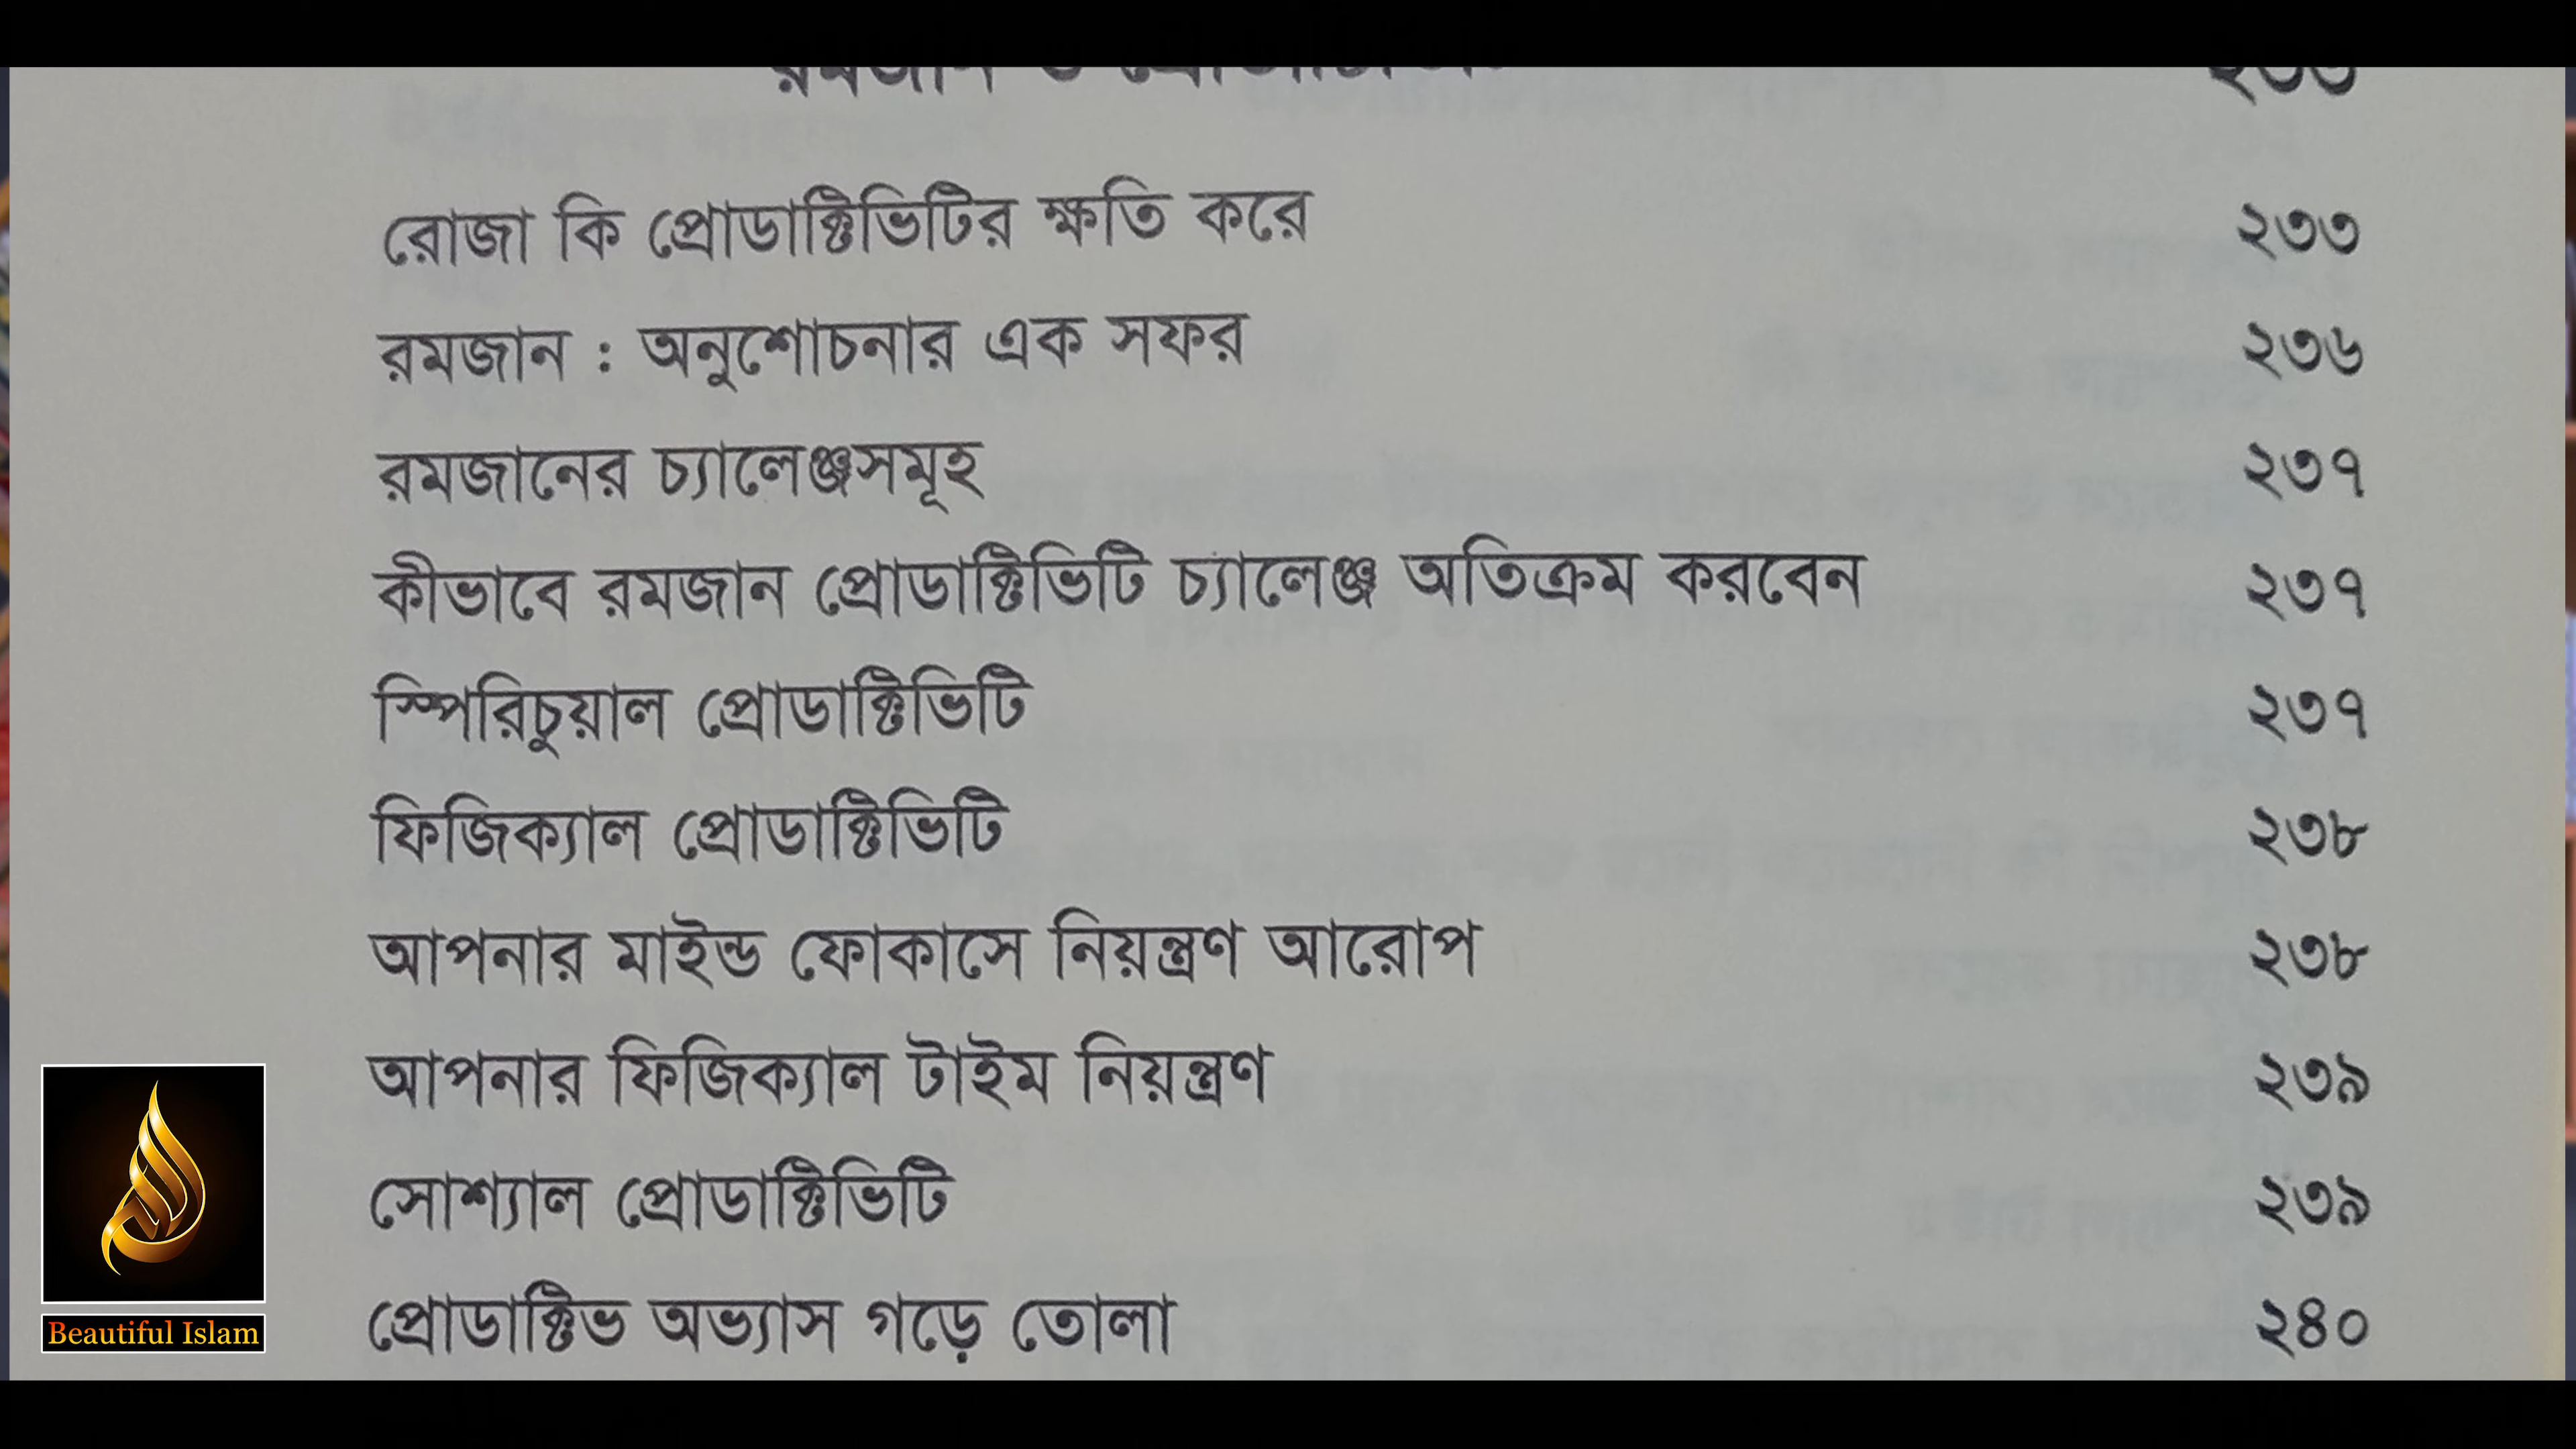 রোজা কি প্রোডাক্টিভিটির ক্ষতি করে ২৩৩
রমজান : অনুশোচনার এক সফর ২৩৬
রমজানের চ্যালেঞ্জসমূহ ২৩৭
কীভাবে রমজান প্রোডাক্টিভিটি চ্যালেঞ্জ অতিক্রম করবেন ২৩৭
স্পিরিচুয়াল প্রোডাক্টিভিটি ২৩৭
ফিজিক্যাল প্রোডাক্টিভিটি ২৩৮
আপনার মাইন্ড ফোকাসে নিয়ন্ত্রণ আরোপ ২৩৮
আপনার ফিজিক্যাল টাইম নিয়ন্ত্রণ ২৩৯
সোশ্যাল প্রোডাক্টিভিটি ২৩৯
প্রোডাক্টিভ অভ্যাস গড়ে তোলা ২৪০
Beautiful Islam